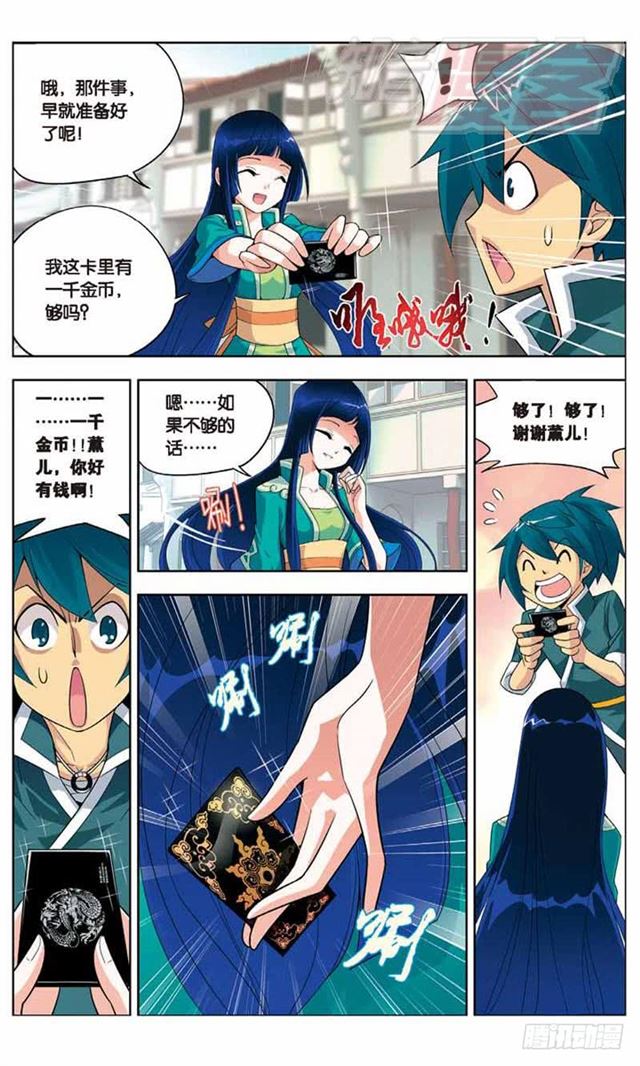 哦，那件事，
早就准备好
了呢！
！
我这卡里有
一千金币，
够吗？
一……一
……一千
金币！！薰
儿，你好
有钱啊！
嗯……如
果不够的
话……
唰！
够了！够了！
谢谢薰儿！
唰
唰
唰
腾讯动漫